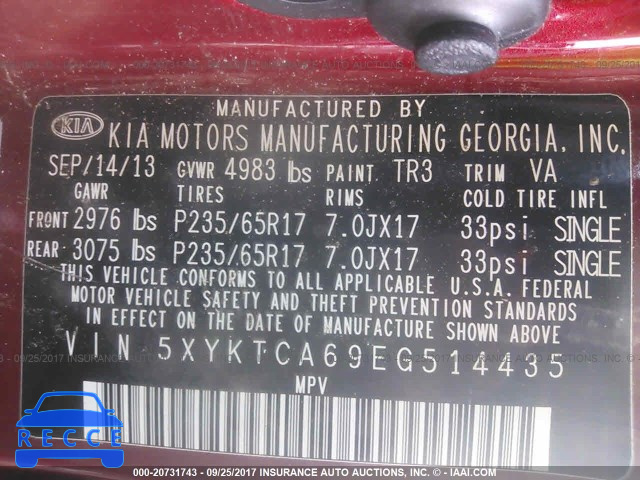 MANUFACTURED BY
KIA KIA MOTORS MANUFACTURING GEORGIA, INC.
SEP/14/13 GVWR 4983 lbs PAINT TR3 TRIM VA
GAWR TIRES RIMS COLD TIRE INFL
FRONT 2976 lbs P235/65R17 7.0JX17 33psi SINGLE
REAR 3075 lbs P235/65R17 7.0JX17 33psi SINGLE
THIS VEHICLE CONFORMS TO ALL APPLICABLE U.S.A. FEDERAL
MOTOR VEHICLE SAFETY AND THEFT PREVENTION STANDARDS
IN EFFECT ON THE DATE OF MANUFACTURE SHOWN ABOVE
VIN 5XYKTCA69EG514435
MPV
000-20731743 - 09/25/2017 INSURANCE AUTO AUCTIONS, INC. - © - IAAI.COM